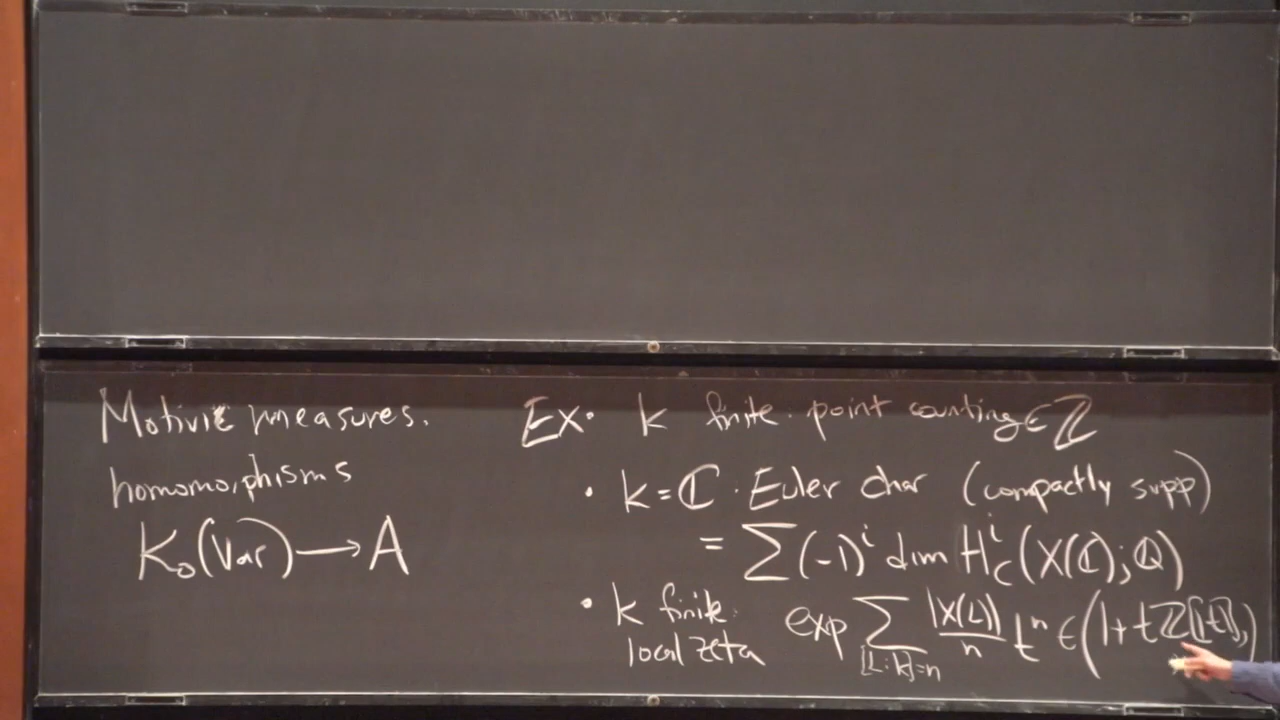 Motivic measures.
homomorphisms
K₀(Var) → A
Ex· k finite: point counting ∈ ℤ
· k = ℂ · Euler char (compactly supp)
= ∑(-1)ⁱ dim Hᶜⁱ(X(ℂ);ℚ)
· k finite:
local zeta
exp ∑_{[L:k]=n} |X(L)|/n tⁿ ∈ (1+tℤ[[t]],